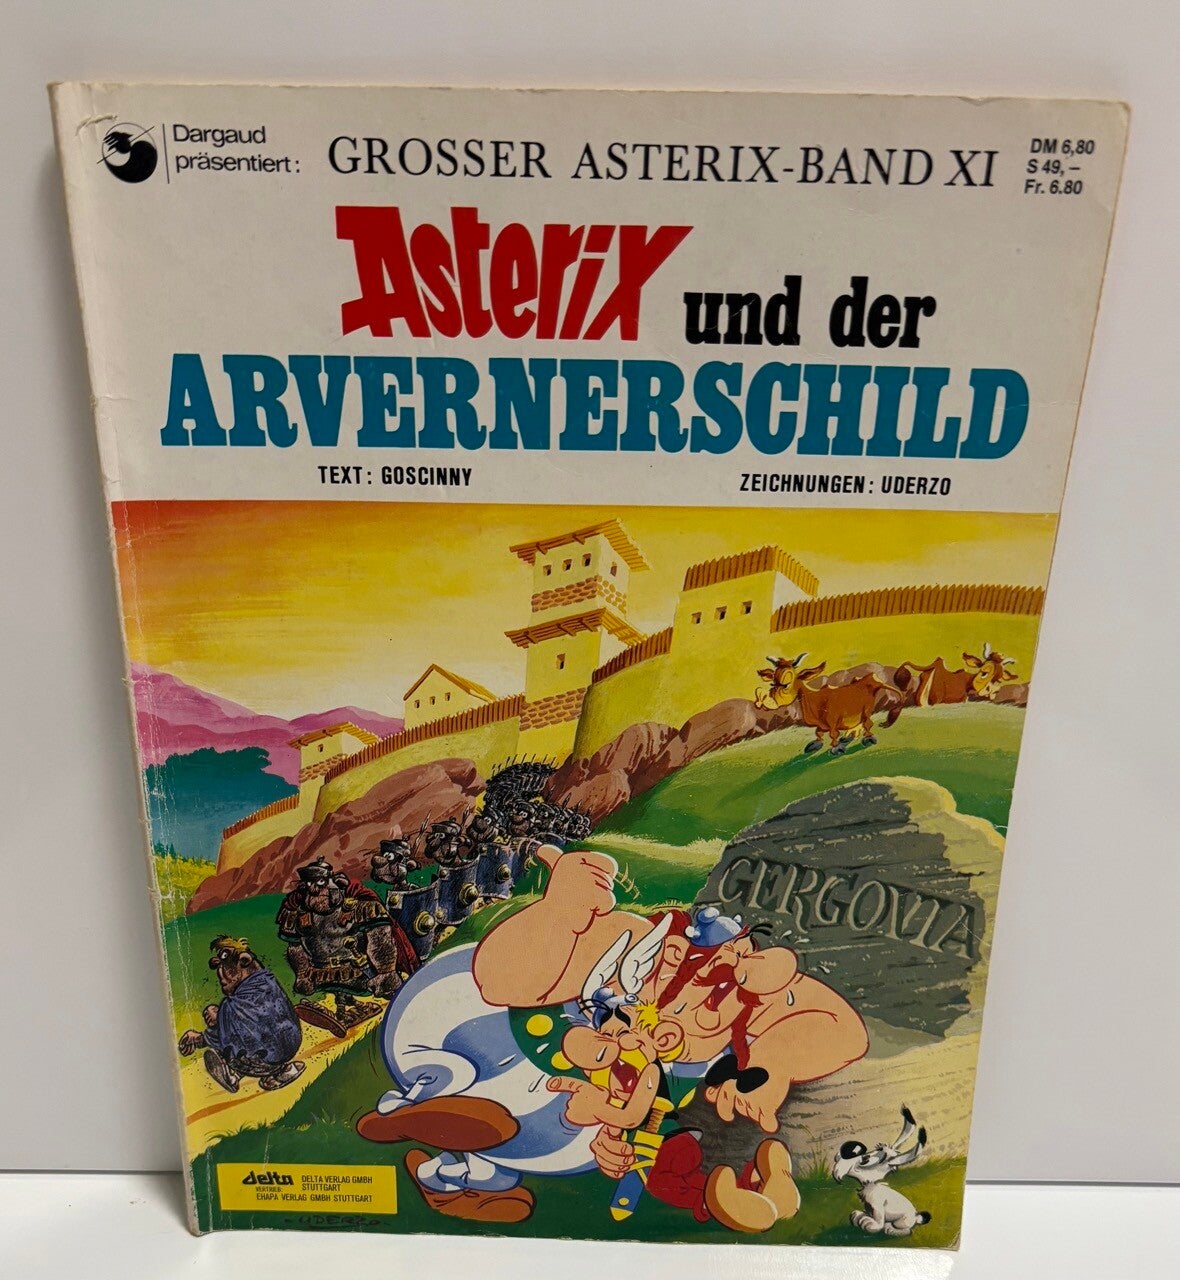 Dargaud
präsentiert:
GROSSER ASTERIX-BAND XI
DM 6,80
S 49,–
Fr. 6.80
Asterix und der
ARVERNERSCHILD
TEXT: GOSCINNY
ZEICHNUNGEN: UDERZO
GERGOVIA
delta
VERTRIEB:
DELTA VERLAG GMBH
STUTTGART
EHAPA VERLAG GMBH STUTTGART
-UDERZO-